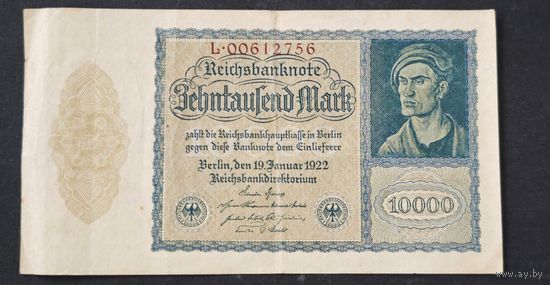 L·00612756
Reichsbanknote
Zehntausend Mark
zahlt die Reichsbankhauptkasse in Berlin
gegen diese Banknote dem Einlieferer
Berlin, den 19. Januar 1922
Reichsbankdirektorium
10000
www.ay.by